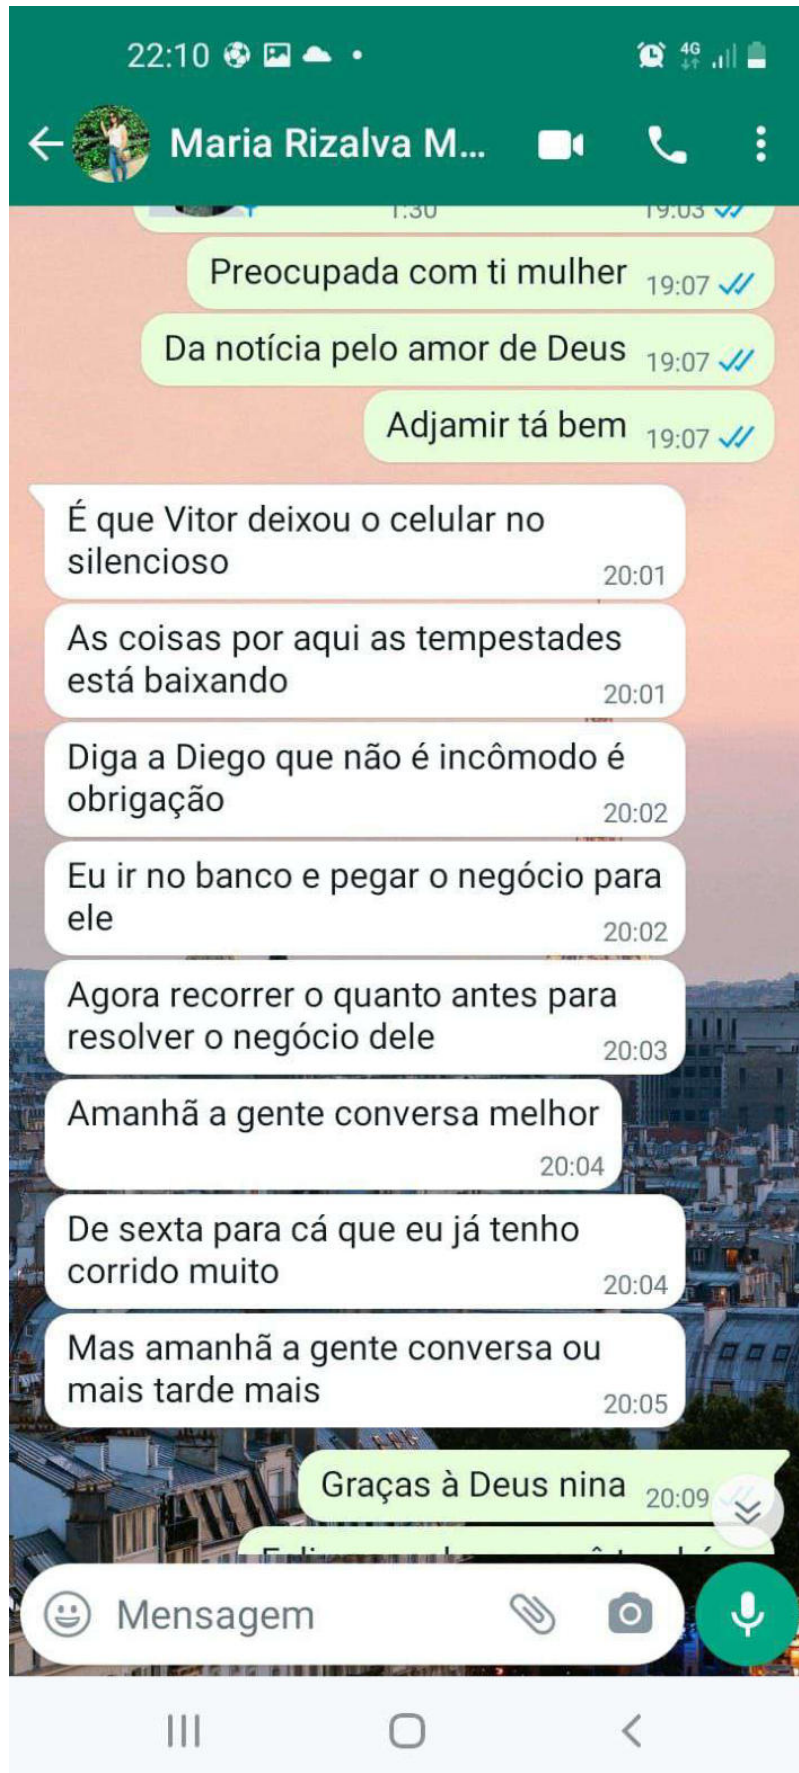 22:10
4G
Maria Rizalva M...
1:30 19:03
Preocupada com ti mulher 19:07
Da notícia pelo amor de Deus 19:07
Adjamir tá bem 19:07
É que Vitor deixou o celular no
silencioso
20:01
As coisas por aqui as tempestades
está baixando
20:01
Diga a Diego que não é incômodo é
obrigação
20:02
Eu ir no banco e pegar o negócio para
ele
20:02
Agora recorrer o quanto antes para
resolver o negócio dele
20:03
Amanhã a gente conversa melhor
20:04
De sexta para cá que eu já tenho
corrido muito
20:04
Mas amanhã a gente conversa ou
mais tarde mais
20:05
Graças à Deus nina 20:09
Mensagem